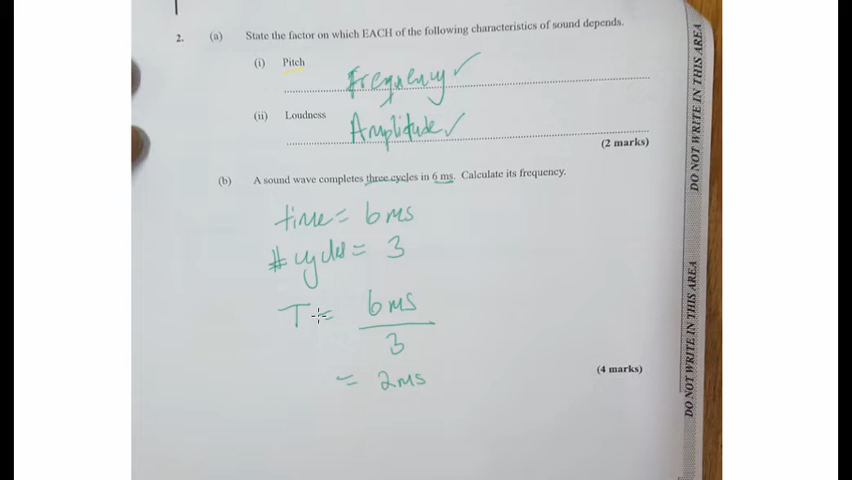 2. (a) State the factor on which EACH of the following characteristics of sound depends.
(i) Pitch
Frequency ✓
(ii) Loudness
Amplitude ✓
(2 marks)
(b) A sound wave completes three cycles in 6 ms. Calculate its frequency.
time = 6ms
# cycles = 3
T = 6ms
3
= 2ms
(4 marks)
DO NOT WRITE IN THIS AREA
DO NOT WRITE IN THIS AREA